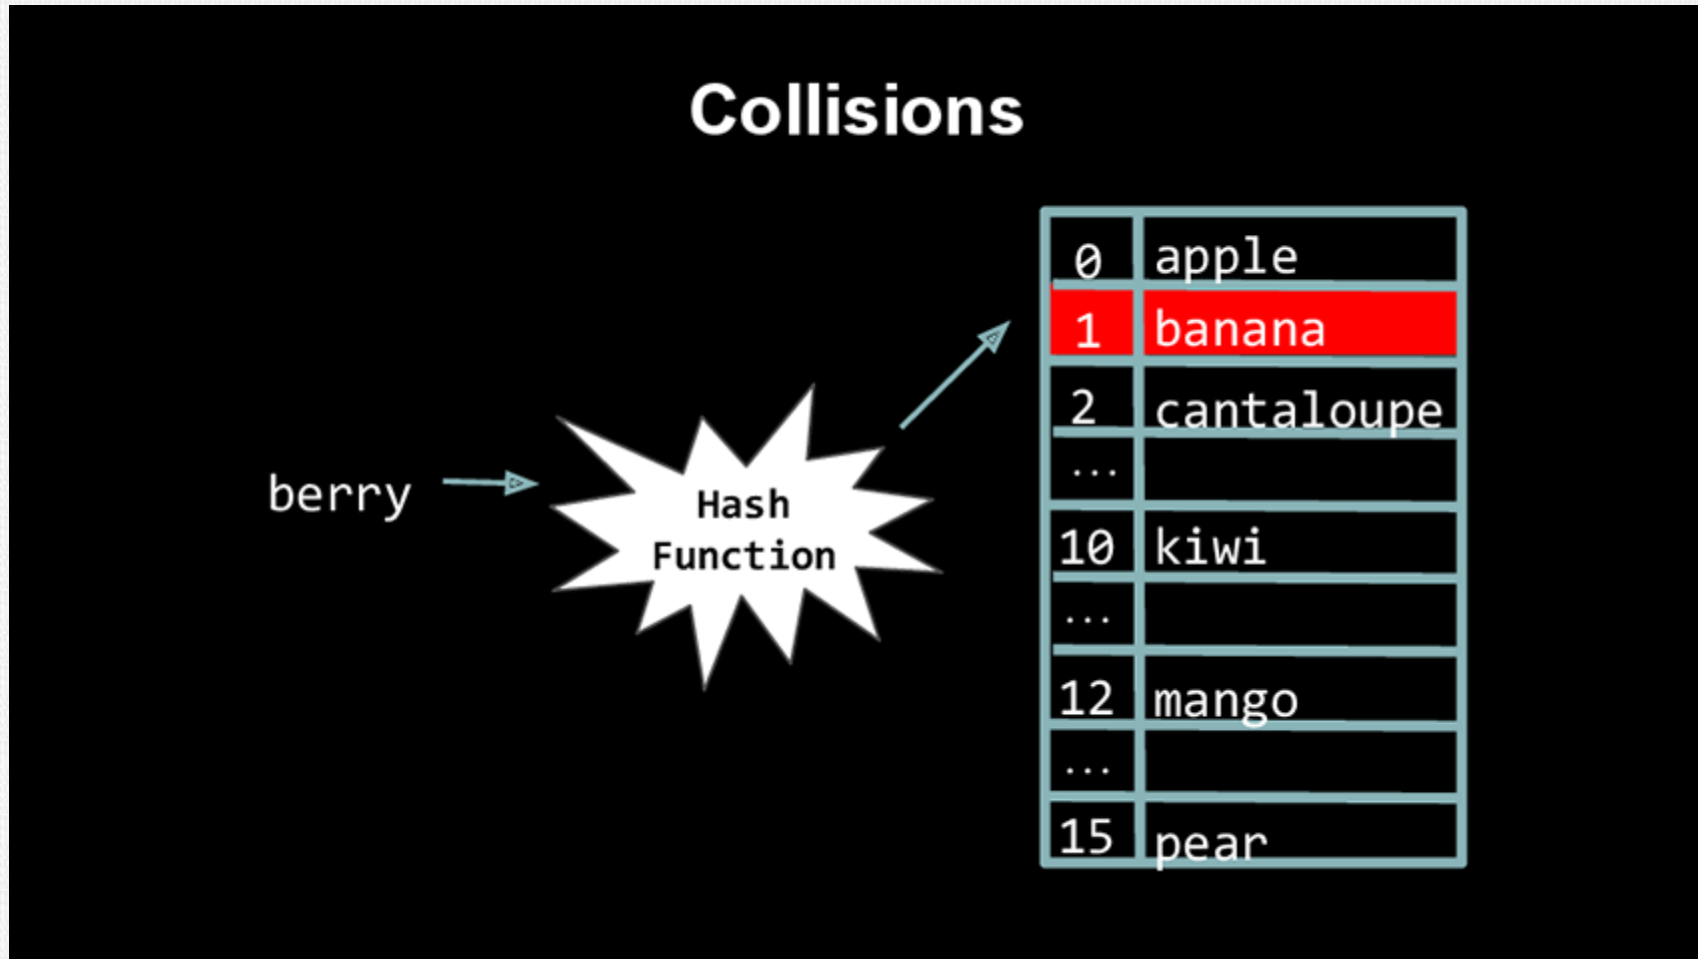 Collisions
berry
Hash
Function
0 apple
1 banana
2 cantaloupe
...
10 kiwi
...
12 mango
...
15 pear